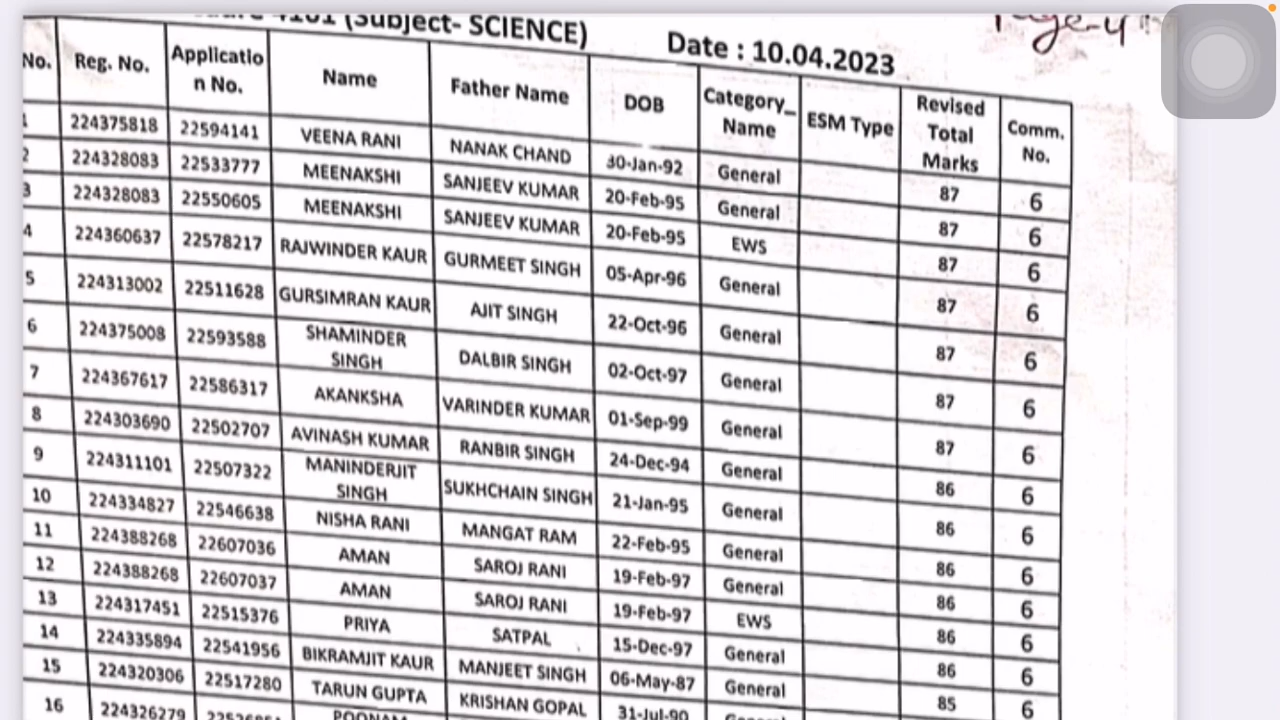 4161 (Subject- SCIENCE) Date : 10.04.2023
No. Reg. No. Applicatio n No. Name Father Name DOB Category_ Name ESM Type Revised Total Marks Comm. No.
1 224375818 22594141 VEENA RANI NANAK CHAND 30-Jan-92 General 87 6
2 224328083 22533777 MEENAKSHI SANJEEV KUMAR 20-Feb-95 General 87 6
3 224328083 22550605 MEENAKSHI SANJEEV KUMAR 20-Feb-95 EWS 87 6
4 224360637 22578217 RAJWINDER KAUR GURMEET SINGH 05-Apr-96 General 87 6
5 224313002 22511628 GURSIMRAN KAUR AJIT SINGH 22-Oct-96 General 87 6
6 224375008 22593588 SHAMINDER SINGH DALBIR SINGH 02-Oct-97 General 87 6
7 224367617 22586317 AKANKSHA VARINDER KUMAR 01-Sep-99 General 87 6
8 224303690 22502707 AVINASH KUMAR RANBIR SINGH 24-Dec-94 General 86 6
9 224311101 22507322 MANINDERJIT SINGH SUKHCHAIN SINGH 21-Jan-95 General 86 6
10 224334827 22546638 NISHA RANI MANGAT RAM 22-Feb-95 General 86 6
11 224388268 22607036 AMAN SAROJ RANI 19-Feb-97 General 86 6
12 224388268 22607037 AMAN SAROJ RANI 19-Feb-97 EWS 86 6
13 224317451 22515376 PRIYA SATPAL 15-Dec-97 General 86 6
14 224335894 22541956 BIKRAMJIT KAUR MANJEET SINGH 06-May-87 General 85 6
15 224320306 22517280 TARUN GUPTA KRISHAN GOPAL 31-Jul-90 General
16 224326279 POONAM